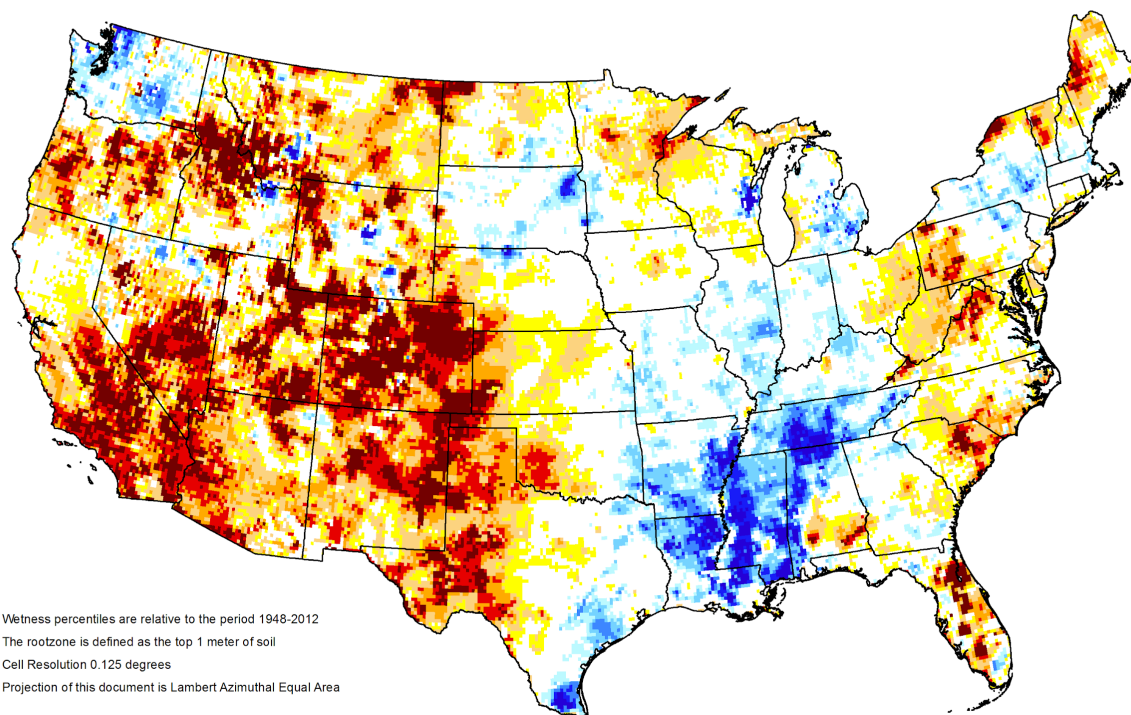 Wetness percentiles are relative to the period 1948-2012
The rootzone is defined as the top 1 meter of soil
Cell Resolution 0.125 degrees
Projection of this document is Lambert Azimuthal Equal Area